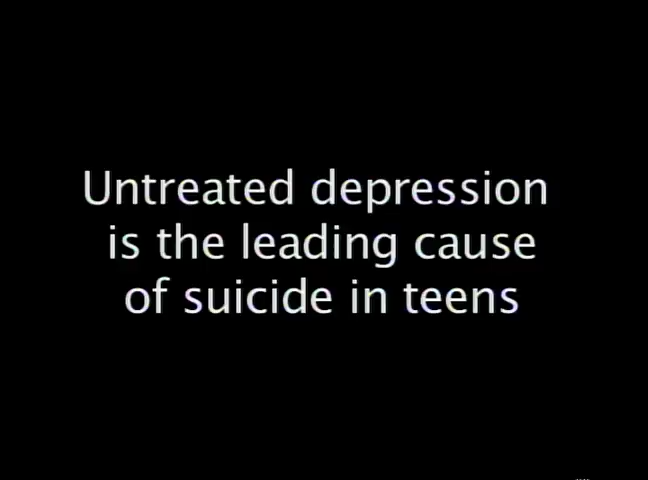 Untreated depression
is the leading cause
of suicide in teens